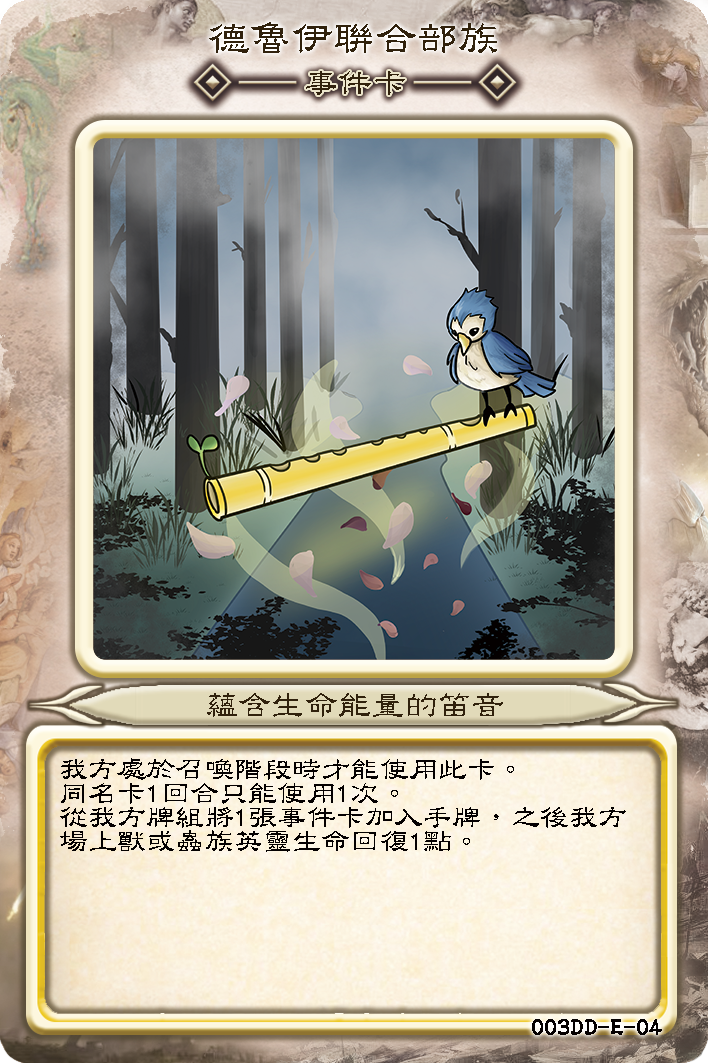 德魯伊聯合部族
事件卡
蘊含生命能量的笛音
我方處於召喚階段時才能使用此卡。
同名卡1回合只能使用1次。
從我方牌組將1張事件卡加入手牌，之後我方
場上獸或蟲族英靈生命回復1點。
003DD-E-04